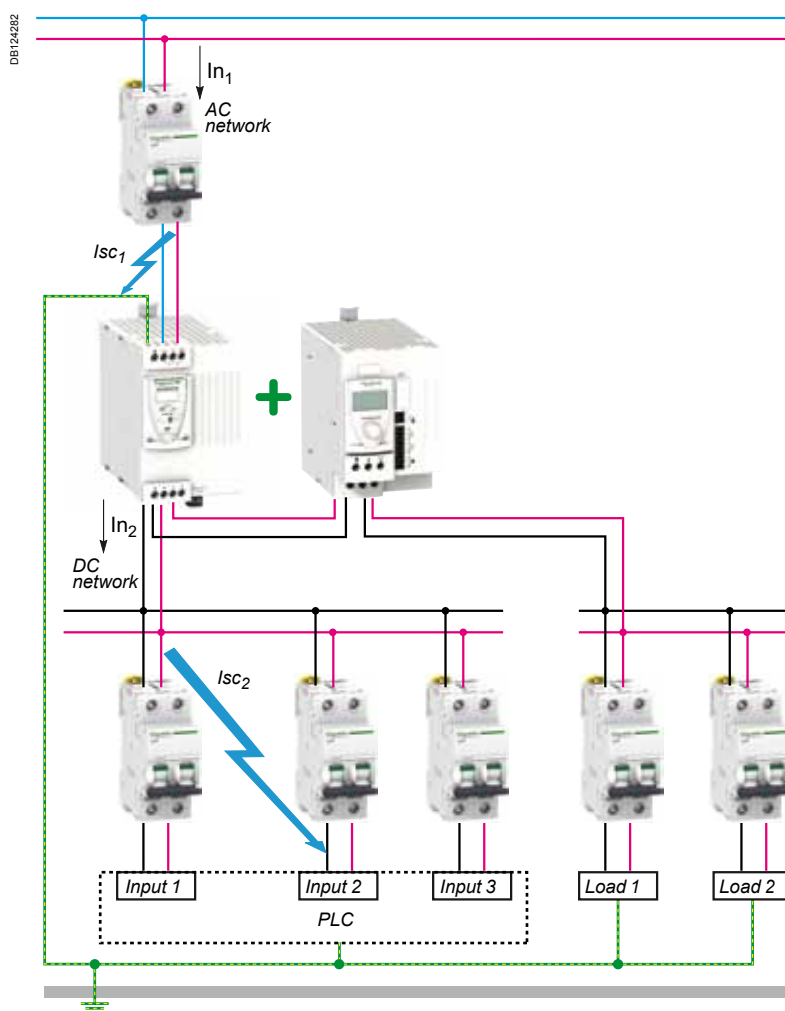 DB124282
In1
AC
network
Isc1
In2
DC
network
Isc2
Input 1
Input 2
Input 3
Load 1
Load 2
PLC